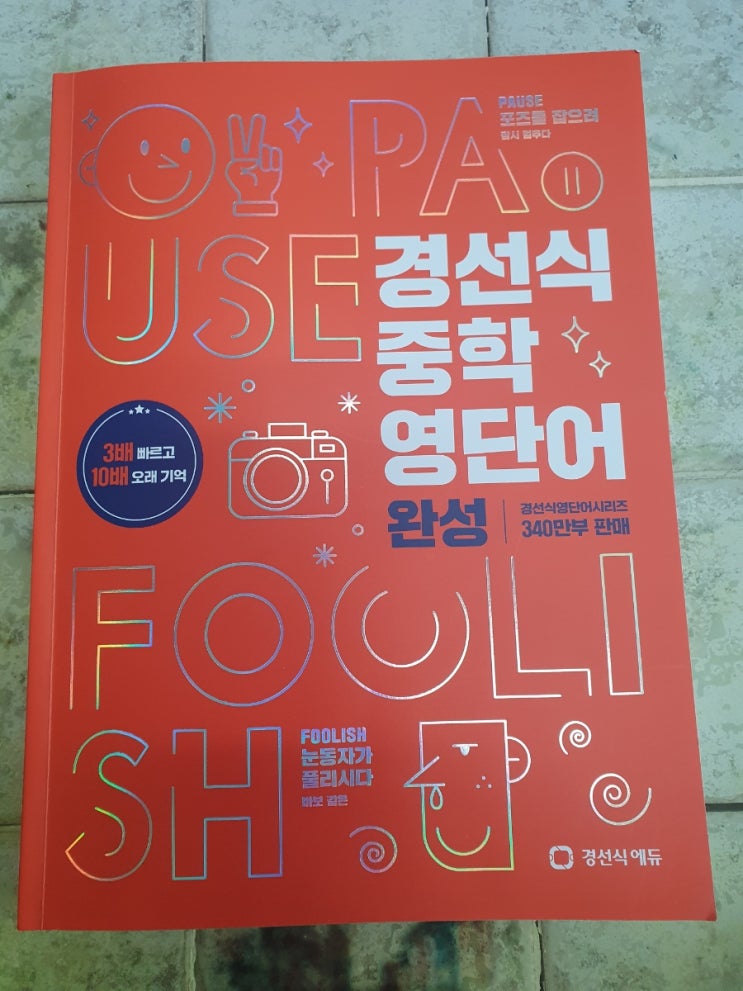 PAUSE
포즈를 잡으려
잠시 멈추다
PA
USE
경선식
중학
영단어
3배 빠르고
10배 오래 기억
완성
경선식영단어시리즈
340만부 판매
FOOLI
SH
FOOLISH
눈동자가
풀리시다
바보 같은
경선식에듀